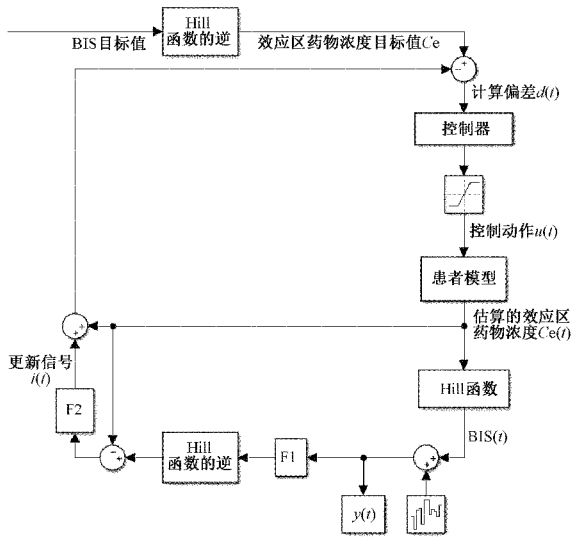 Hill
函数的逆
BIS目标值
效应区药物浓度目标值Ce
计算偏差d(t)
控制器
控制动作u(t)
患者模型
估算的效应区
药物浓度Ce(t)
更新信号
i(t)
Hill函数
F2
BIS(t)
Hill
函数的逆
F1
y(t)